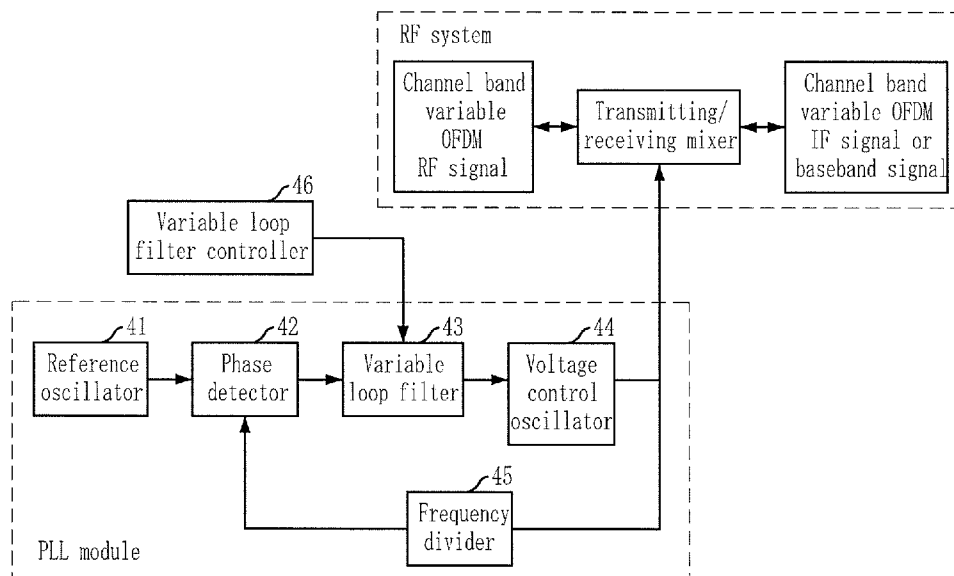 RF system
Channel band
variable
OFDM
RF signal
Transmitting/
receiving mixer
Channel band
variable OFDM
IF signal or
baseband signal
46
Variable loop
filter controller
41
Reference
oscillator
42
Phase
detector
43
Variable
loop filter
44
Voltage
control
oscillator
45
Frequency
divider
PLL module